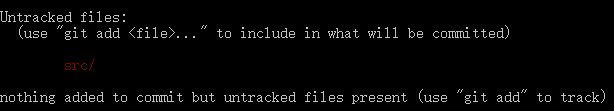 Untracked files:
(use "git add <file>..." to include in what will be committed)
src/
nothing added to commit but untracked files present (use "git add" to track)